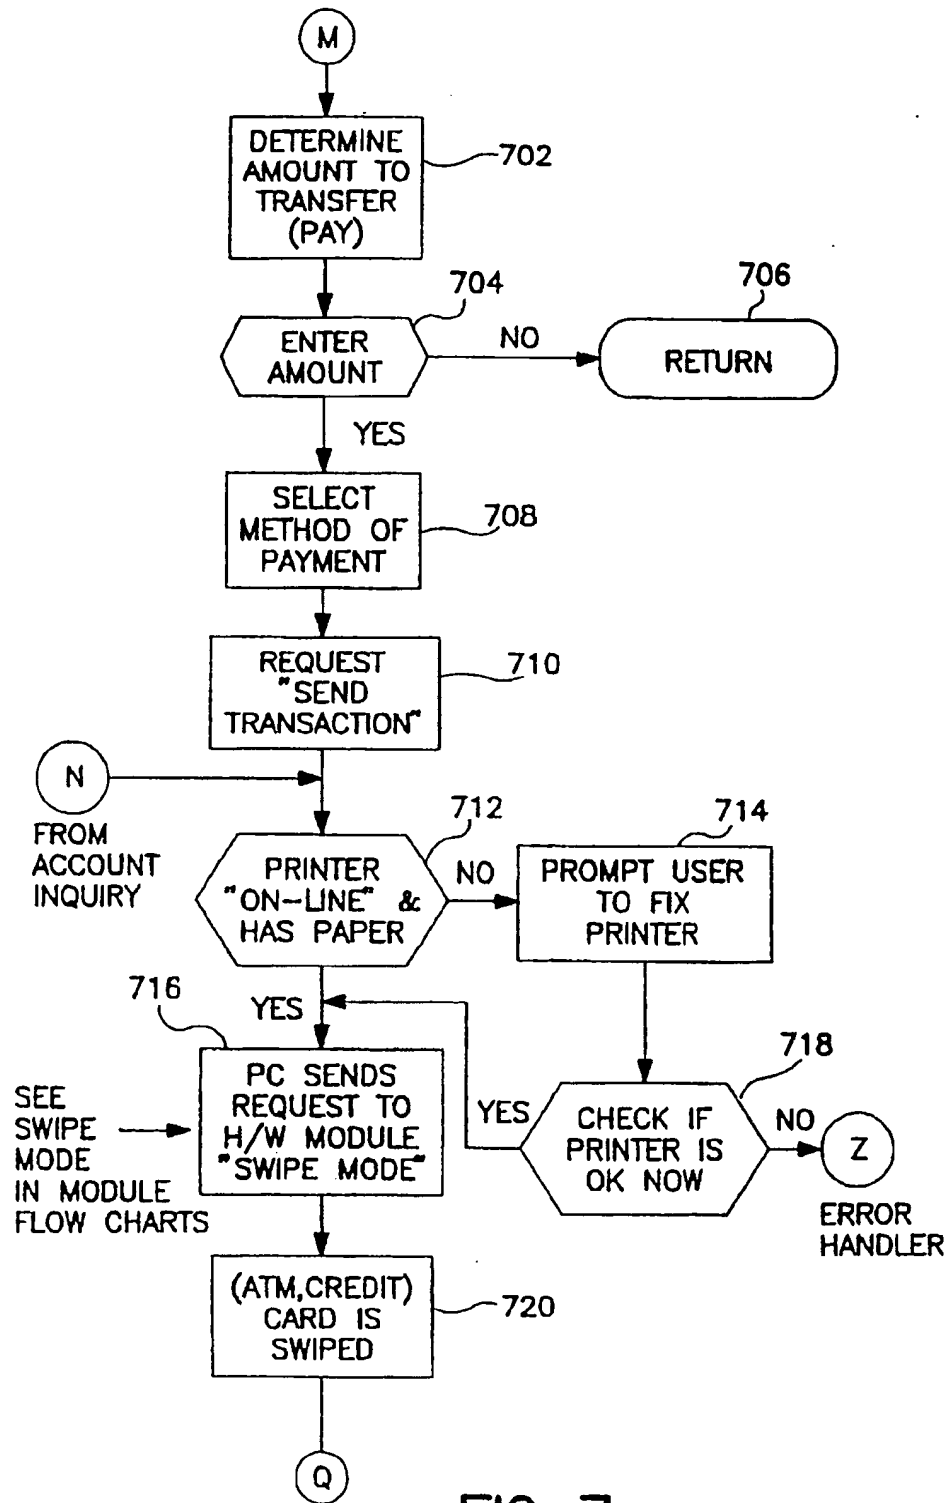 M
DETERMINE
AMOUNT TO
TRANSFER
(PAY)
702
704
706
ENTER
AMOUNT
NO
RETURN
YES
SELECT
METHOD OF
PAYMENT
708
REQUEST
"SEND
TRANSACTION"
710
N
FROM
ACCOUNT
INQUIRY
712
714
PRINTER
"ON-LINE" &
HAS PAPER
NO
PROMPT USER
TO FIX
PRINTER
716
YES
718
PC SENDS
REQUEST TO
H/W MODULE
"SWIPE MODE"
SEE
SWIPE
MODE
IN MODULE
FLOW CHARTS
YES
CHECK IF
PRINTER IS
OK NOW
NO
Z
ERROR
HANDLER
(ATM,CREDIT)
CARD IS
SWIPED
720
Q
FIG. 7